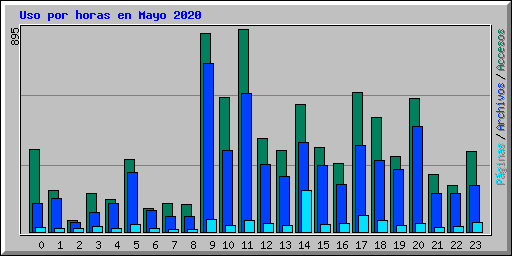 Uso por horas en Mayo 2020
895
Páginas / Archivos / Accesos
0 1 2 3 4 5 6 7 8 9 10 11 12 13 14 15 16 17 18 19 20 21 22 23